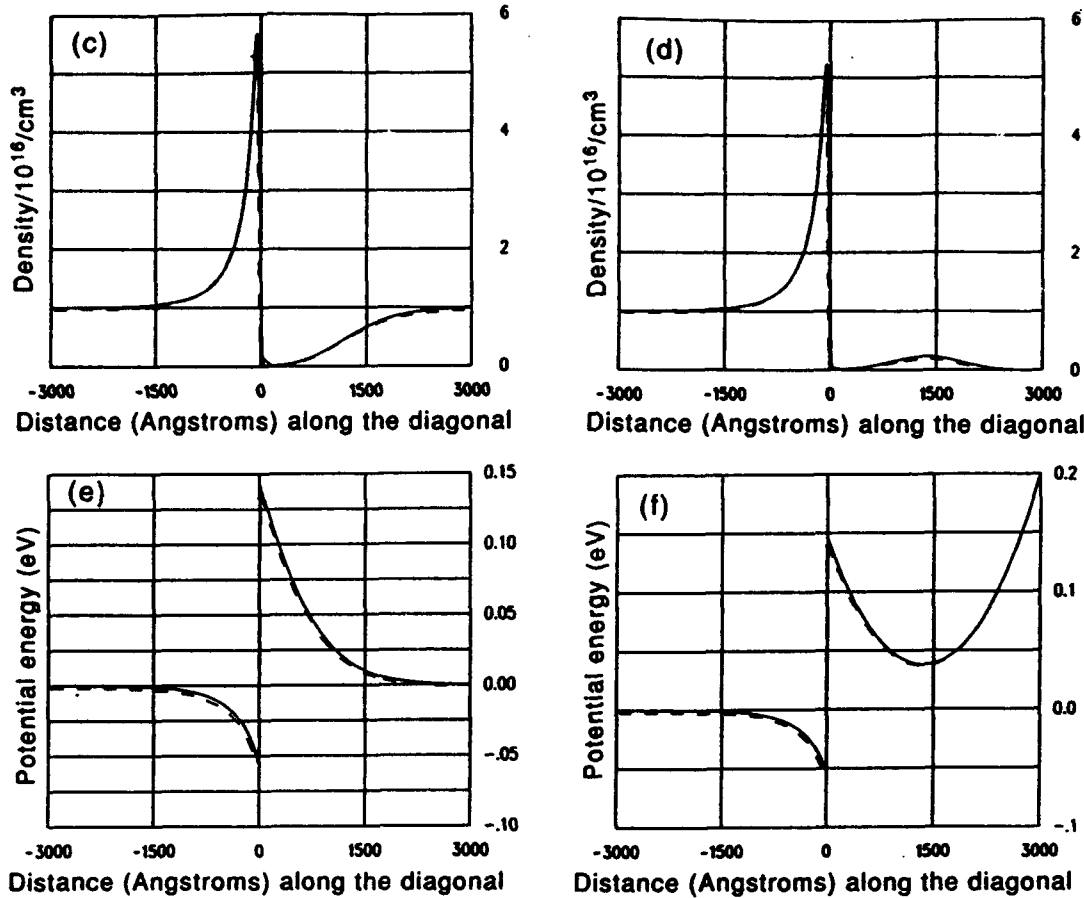 (c)
6
4
2
0
Density/10¹⁶/cm³
-3000 -1500 0 1500 3000
Distance (Angstroms) along the diagonal
(d)
6
4
2
0
Density/10¹⁶/cm³
-3000 -1500 0 1500 3000
Distance (Angstroms) along the diagonal
(e)
0.15
0.10
0.05
0.00
-.05
-.10
Potential energy (eV)
-3000 -1500 0 1500 3000
Distance (Angstroms) along the diagonal
(f)
0.2
0.1
0.0
-.1
Potential energy (eV)
-3000 -1500 0 1500 3000
Distance (Angstroms) along the diagonal